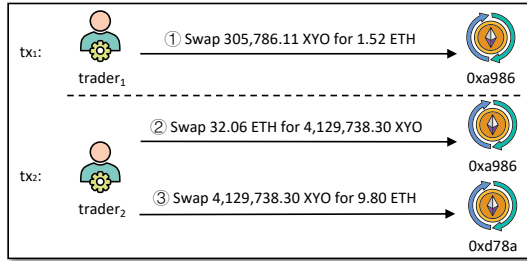 tx₁:
① Swap 305,786.11 XYO for 1.52 ETH
trader₁
0xa986
② Swap 32.06 ETH for 4,129,738.30 XYO
0xa986
tx₂:
③ Swap 4,129,738.30 XYO for 9.80 ETH
trader₂
0xd78a